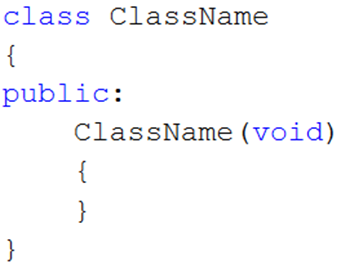 class ClassName
{
public:
    ClassName(void)
    {
    }
}